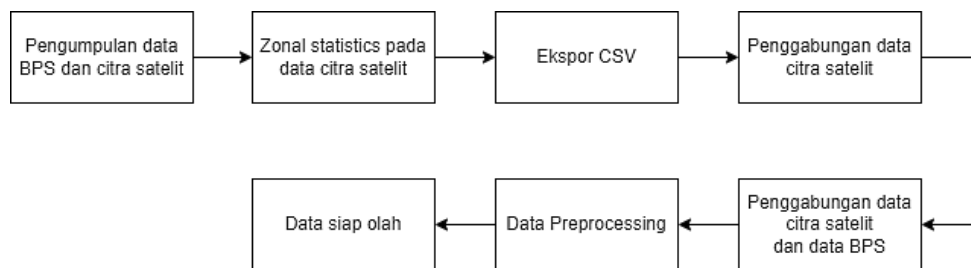 Pengumpulan data
BPS dan citra satelit
Zonal statistics pada
data citra satelit
Ekspor CSV
Penggabungan data
citra satelit
Penggabungan data
citra satelit
dan data BPS
Data Preprocessing
Data siap olah